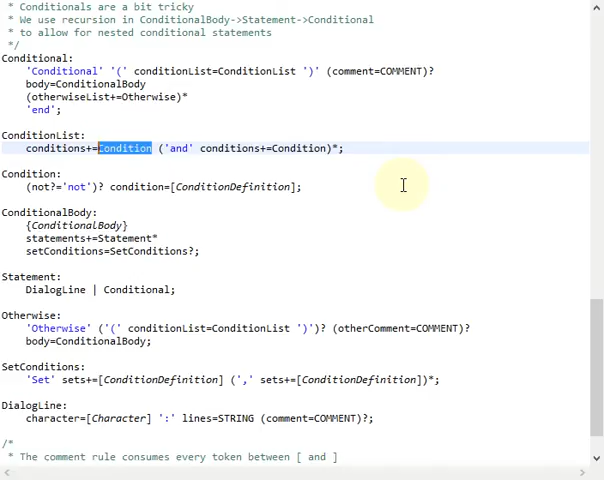 * Conditionals are a bit tricky
* We use recursion in ConditionalBody->Statement->Conditional
* to allow for nested conditional statements
*/
Conditional:
'Conditional' '(' conditionList=ConditionList ')' (comment=COMMENT)?
body=ConditionalBody
(otherwiseList+=Otherwise)*
'end';
ConditionList:
conditions+=Condition ('and' conditions+=Condition)*;
Condition:
(not?='not')? condition=[ConditionDefinition];
ConditionalBody:
{ConditionalBody}
statements+=Statement*
setConditions=SetConditions?;
Statement:
DialogLine | Conditional;
Otherwise:
'Otherwise' ('(' conditionList=ConditionList ')')? (otherComment=COMMENT)?
body=ConditionalBody;
SetConditions:
'Set' sets+=[ConditionDefinition] (',' sets+=[ConditionDefinition])*;
DialogLine:
character=[Character] ':' lines=STRING (comment=COMMENT)?;
/*
* The comment rule consumes every token between [ and ]